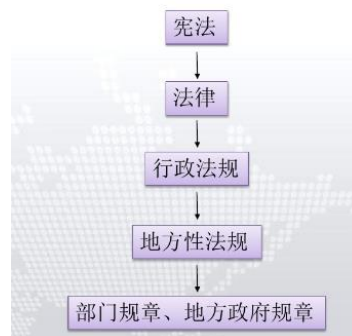 宪法
法律
行政法规
地方性法规
部门规章、地方政府规章